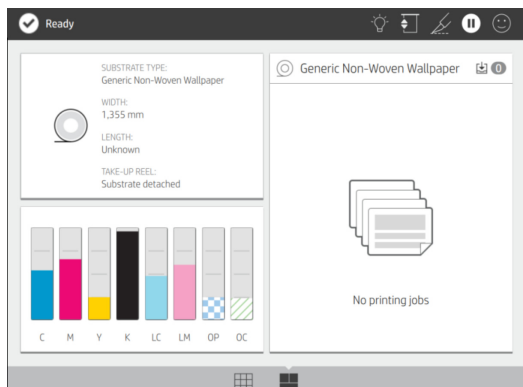 Ready
SUBSTRATE TYPE:
Generic Non-Woven Wallpaper
WIDTH:
1,355 mm
LENGTH:
Unknown
TAKE-UP REEL:
Substrate detached
Generic Non-Woven Wallpaper 0
No printing jobs
C M Y K LC LM OP OC